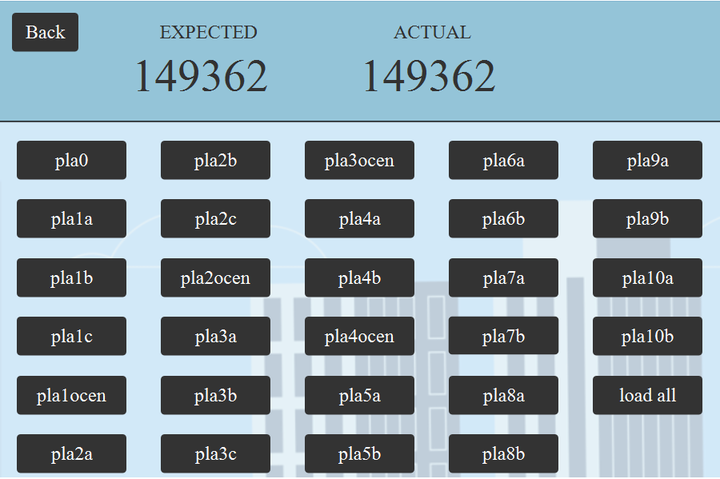 Back
EXPECTED ACTUAL
149362 149362
pla0 pla2b pla3ocen pla6a pla9a
pla1a pla2c pla4a pla6b pla9b
pla1b pla2ocen pla4b pla7a pla10a
pla1c pla3a pla4ocen pla7b pla10b
pla1ocen pla3b pla5a pla8a load all
pla2a pla3c pla5b pla8b